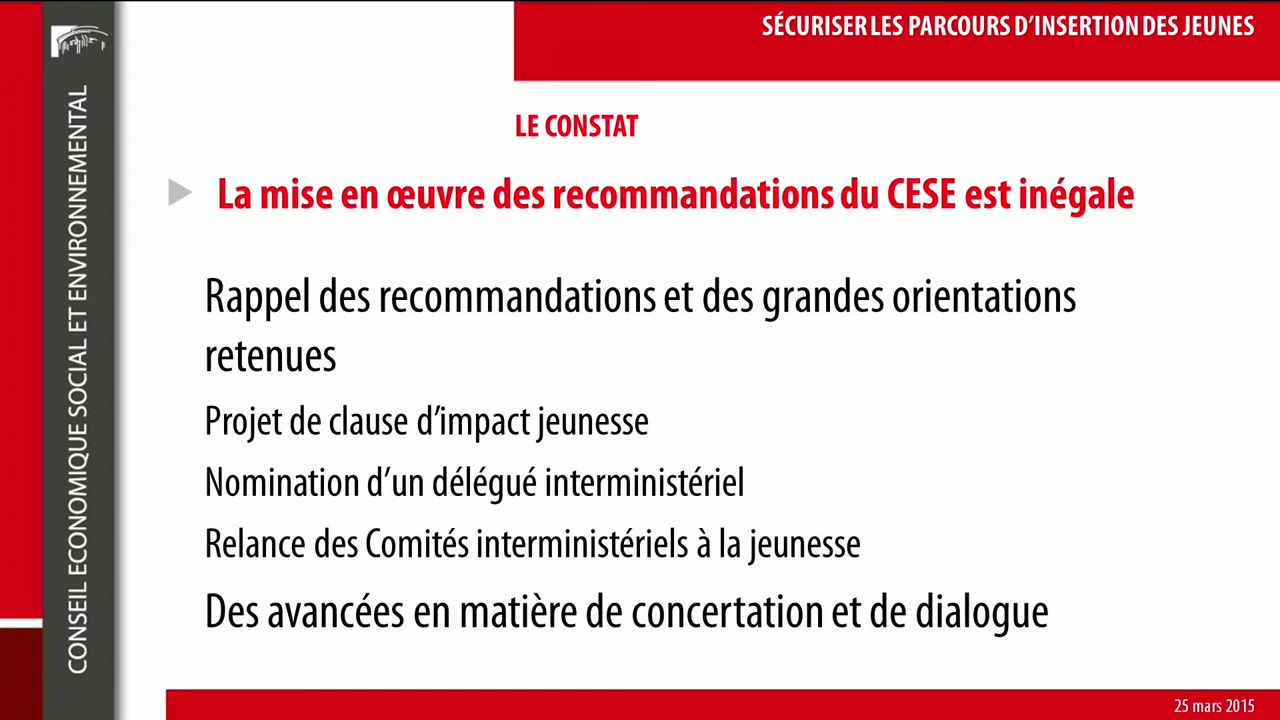 SÉCURISER LES PARCOURS D'INSERTION DES JEUNES
CONSEIL ECONOMIQUE SOCIAL ET ENVIRONNEMENTAL
LE CONSTAT
La mise en œuvre des recommandations du CESE est inégale
Rappel des recommandations et des grandes orientations
retenues
Projet de clause d'impact jeunesse
Nomination d'un délégué interministériel
Relance des Comités interministériels à la jeunesse
Des avancées en matière de concertation et de dialogue
25 mars 2015